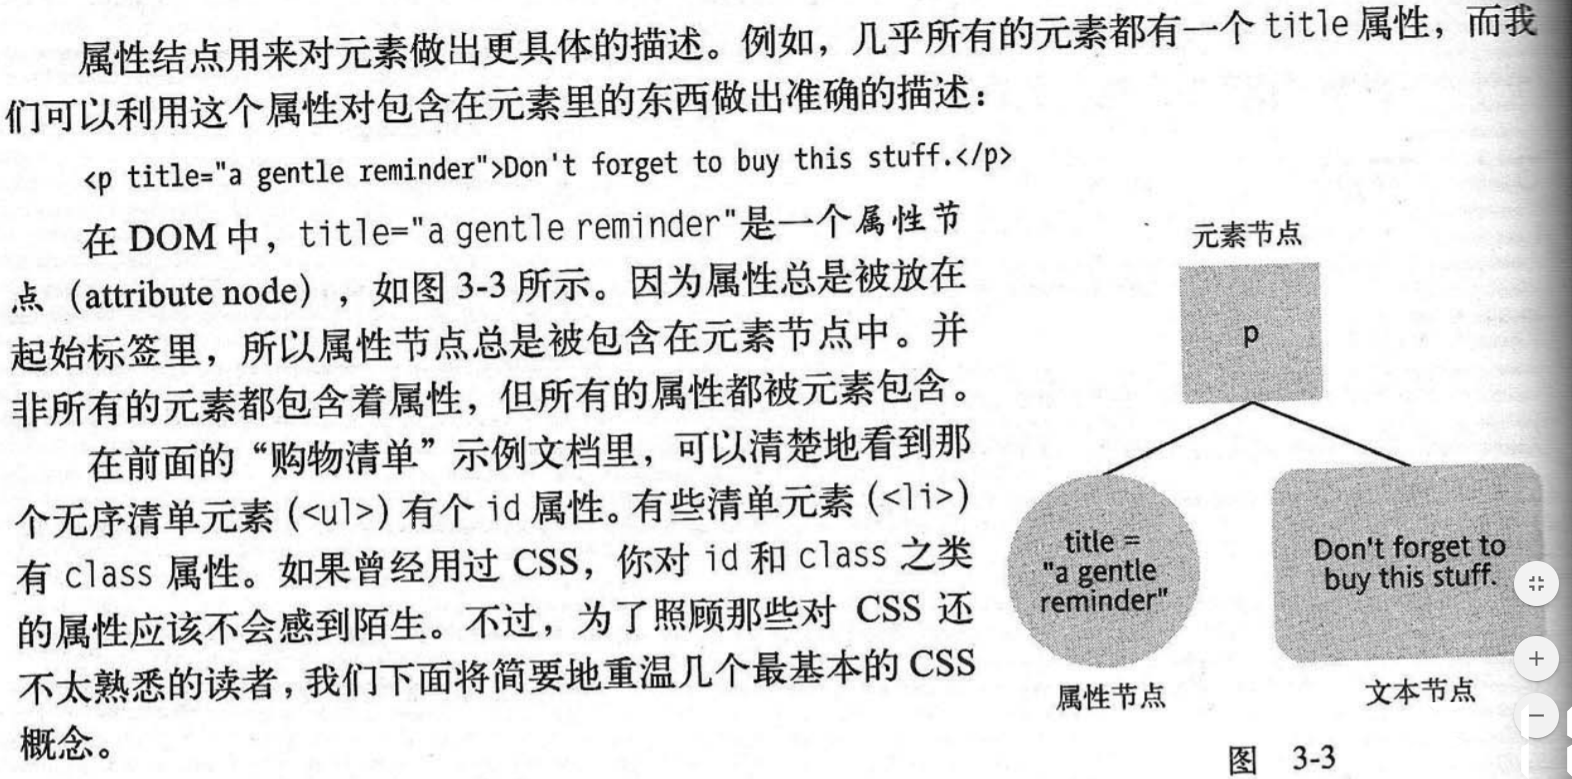 属性结点用来对元素做出更具体的描述。例如，几乎所有的元素都有一个 title 属性，而我
们可以利用这个属性对包含在元素里的东西做出准确的描述：
<p title="a gentle reminder">Don't forget to buy this stuff.</p>
在 DOM 中，title="a gentle reminder"是一个属性节
点（attribute node），如图 3-3 所示。因为属性总是被放在
起始标签里，所以属性节点总是被包含在元素节点中。并
非所有的元素都包含着属性，但所有的属性都被元素包含。
在前面的“购物清单”示例文档里，可以清楚地看到那
个无序清单元素(<ul>)有个 id 属性。有些清单元素(<li>)
有 class 属性。如果曾经用过 CSS，你对 id 和 class 之类
的属性应该不会感到陌生。不过，为了照顾那些对 CSS 还
不太熟悉的读者，我们下面将简要地重温几个最基本的 CSS
概念。
元素节点
p
title =
"a gentle
reminder"
Don't forget to
buy this stuff.
属性节点
文本节点
图 3-3